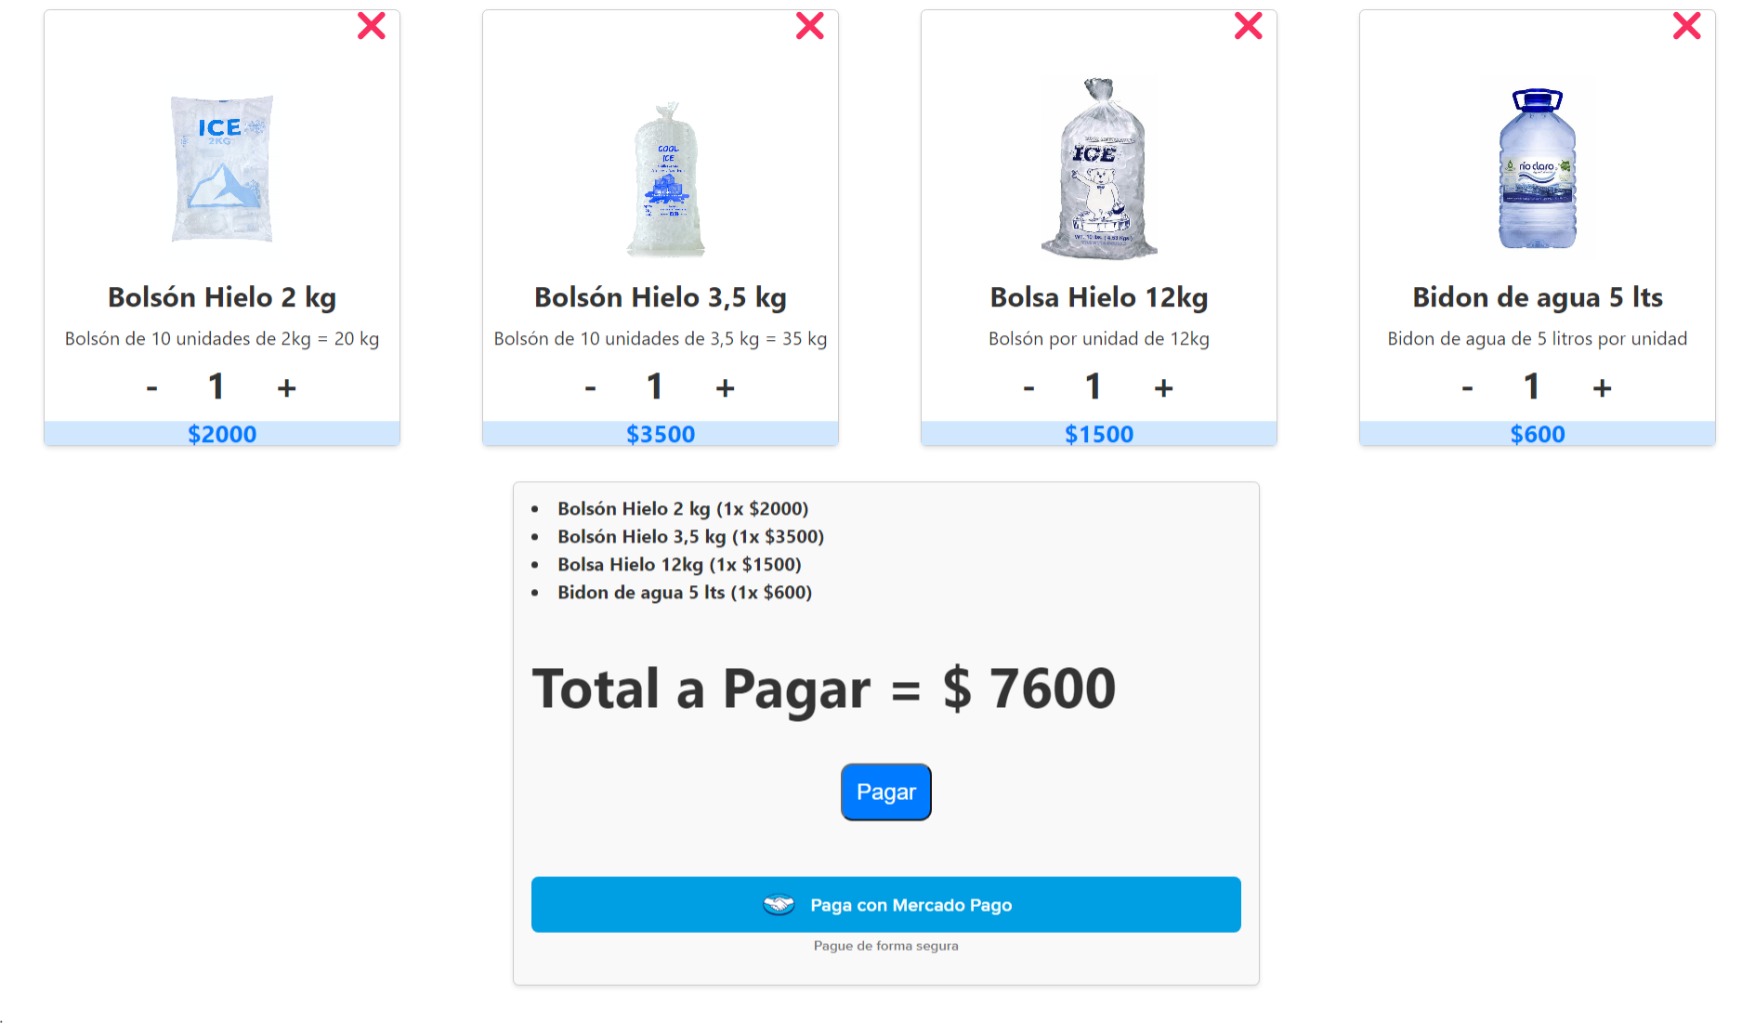 ICE
2KG
COOL
ICE
ICE
río claro
Bolsón Hielo 2 kg
Bolsón de 10 unidades de 2kg = 20 kg
- 1 +
$2000
Bolsón Hielo 3,5 kg
Bolsón de 10 unidades de 3,5 kg = 35 kg
- 1 +
$3500
Bolsa Hielo 12kg
Bolsón por unidad de 12kg
- 1 +
$1500
Bidon de agua 5 lts
Bidon de agua de 5 litros por unidad
- 1 +
$600
• Bolsón Hielo 2 kg (1x $2000)
• Bolsón Hielo 3,5 kg (1x $3500)
• Bolsa Hielo 12kg (1x $1500)
• Bidon de agua 5 lts (1x $600)
Total a Pagar = $ 7600
Pagar
Paga con Mercado Pago
Pague de forma segura